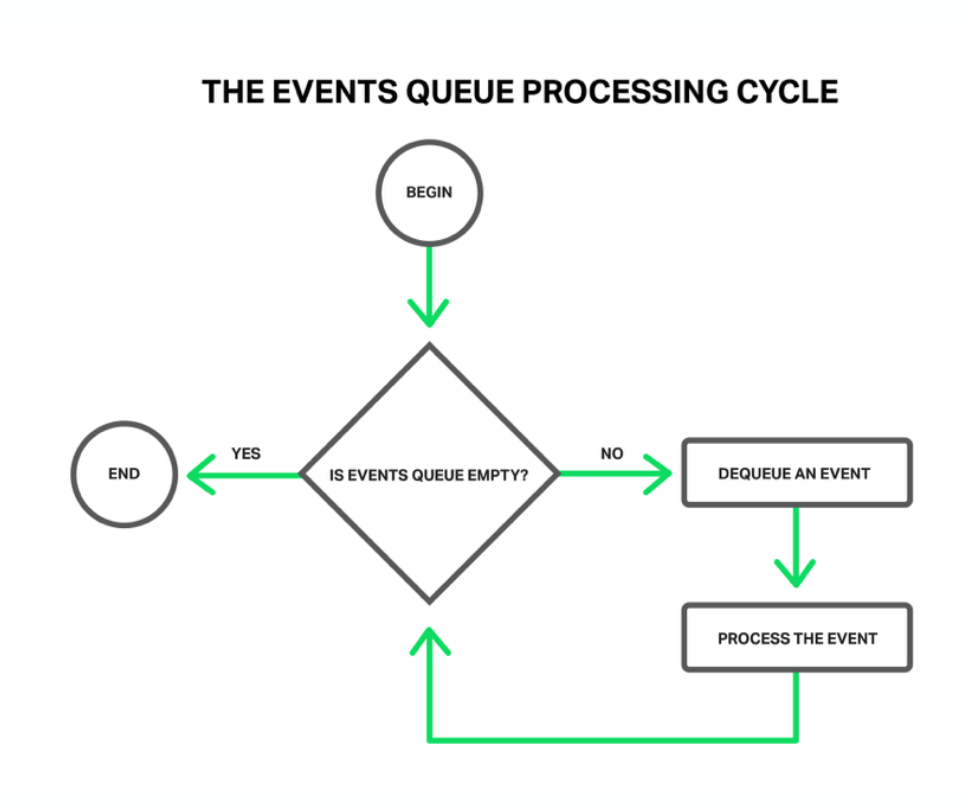 THE EVENTS QUEUE PROCESSING CYCLE
BEGIN
IS EVENTS QUEUE EMPTY?
YES
END
NO
DEQUEUE AN EVENT
PROCESS THE EVENT